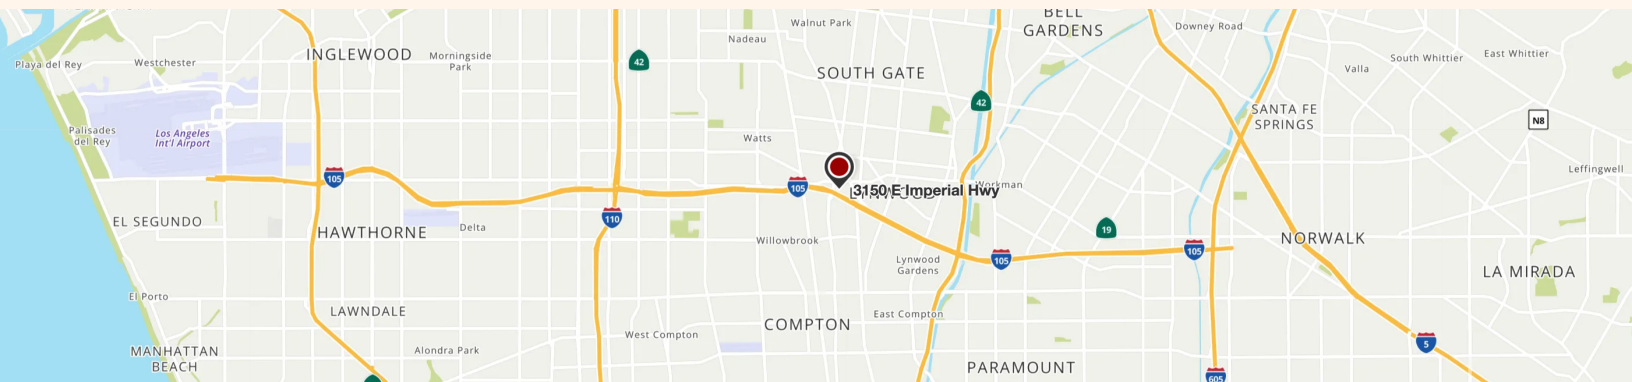 BELL
GARDENS
Walnut Park
Downey Road
Nadeau
INGLEWOOD
Morningside
Park
42
South Whittier
East Whittier
Playa del Rey
Westchester
Valla
SOUTH GATE
42
SANTA FE
SPRINGS
N8
Palisades
del Rey
Los Angeles
Int'l Airport
Watts
Leffingwell
105
105
3150 E Imperial Hwy
Workman
110
EL SEGUNDO
HAWTHORNE
Delta
19
Willowbrook
NORWALK
105
105
Lynwood
Gardens
LA MIRADA
El Porto
LAWNDALE
COMPTON
East Compton
West Compton
5
MANHATTAN
BEACH
Alondra Park
PARAMOUNT
605